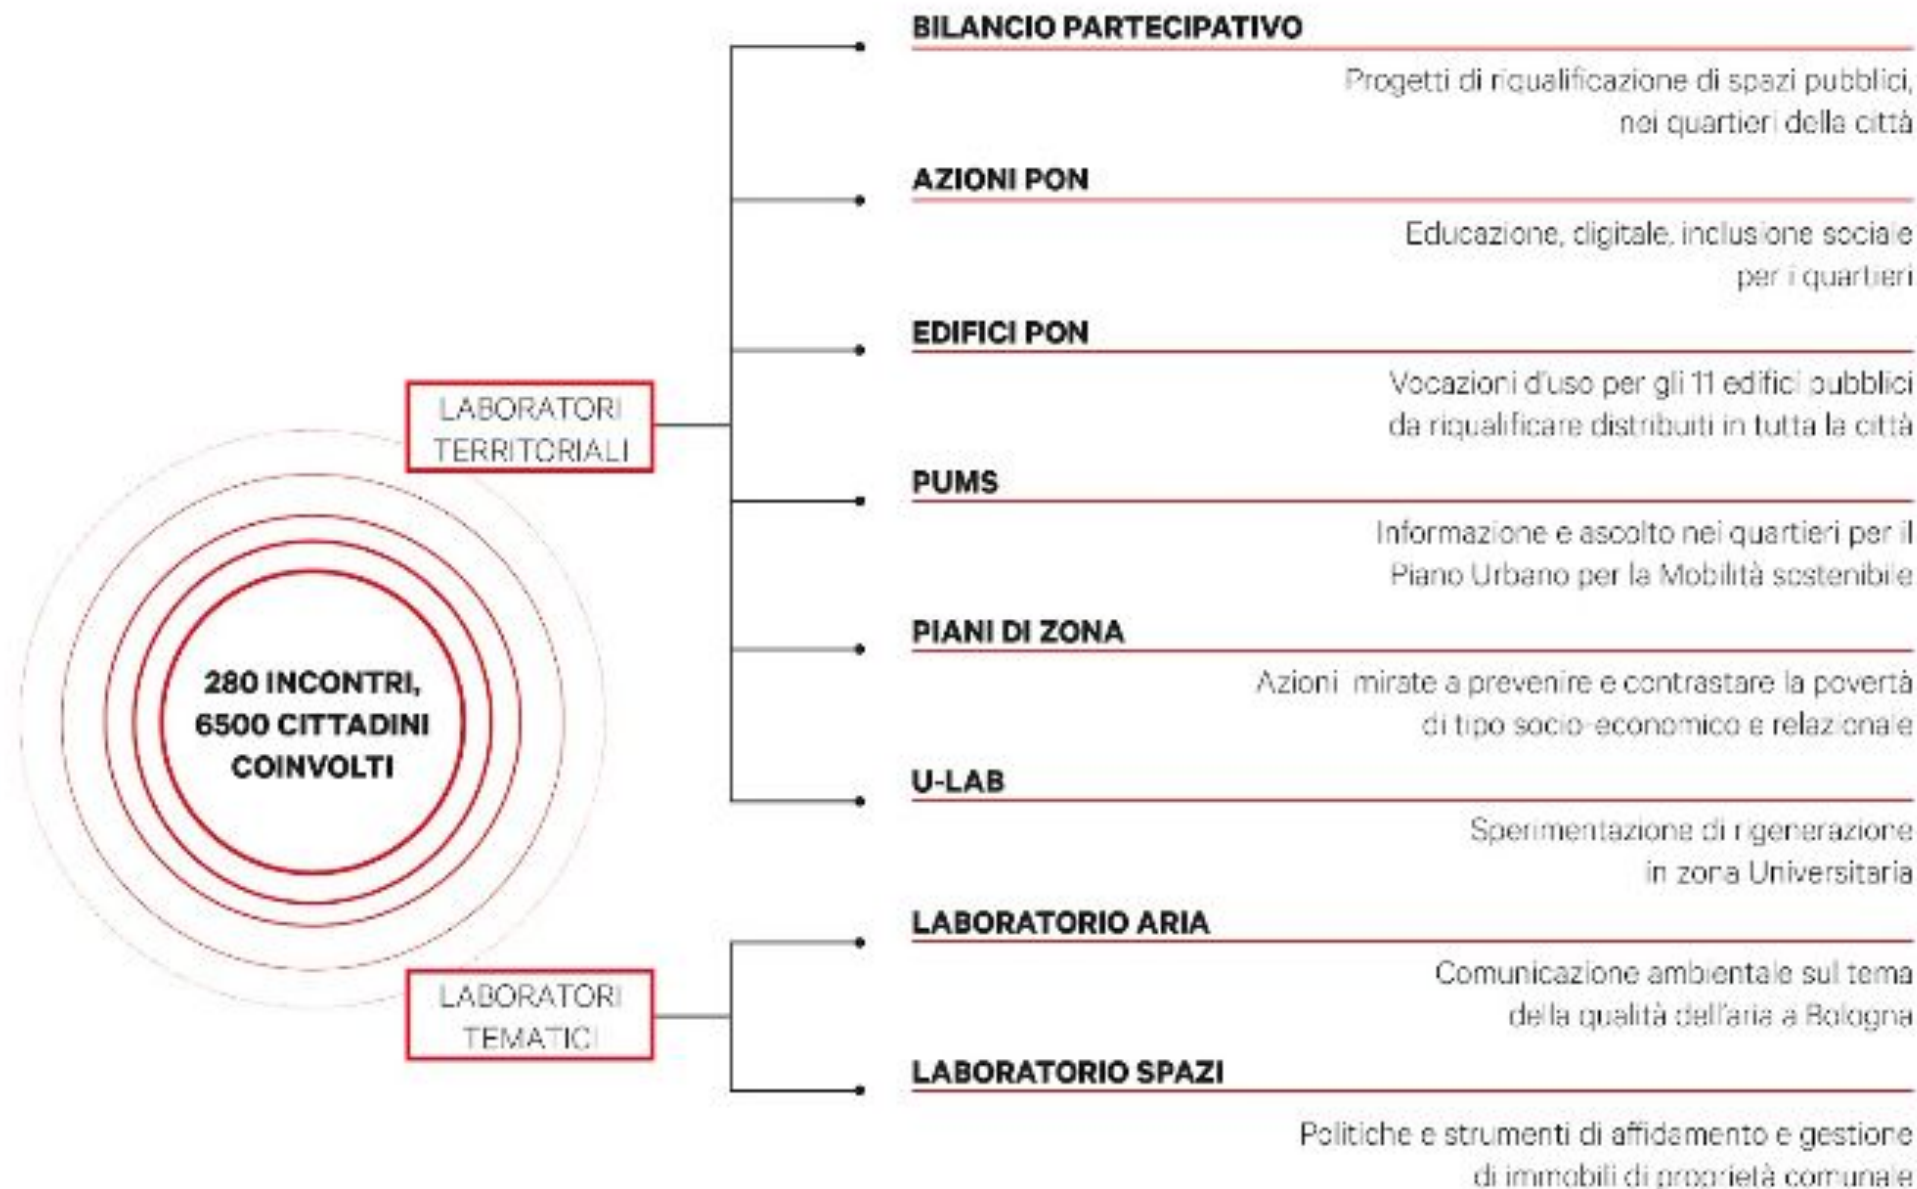 280 INCONTRI,
6500 CITTADINI
COINVOLTI
LABORATORI
TERRITORIALI
BILANCIO PARTECIPATIVO
Progetti di riqualificazione di spazi pubblici,
nei quartieri della città
AZIONI PON
Educazione, digitale, inclusione sociale
per i quartieri
EDIFICI PON
Vocazioni d'uso per gli 11 edifici pubblici
da riqualificare distribuiti in tutta la città
PUMS
Informazione e ascolto nei quartieri per il
Piano Urbano per la Mobilità sostenibile
PIANI DI ZONA
Azioni mirate a prevenire e contrastare la povertà
di tipo socio-economico e relazionale
U-LAB
Sperimentazione di rigenerazione
in zona Universitaria
LABORATORI
TEMATICI
LABORATORIO ARIA
Comunicazione ambientale sul tema
della qualità dell'aria a Bologna
LABORATORIO SPAZI
Politiche e strumenti di affidamento e gestione
di immobili di proprietà comunale